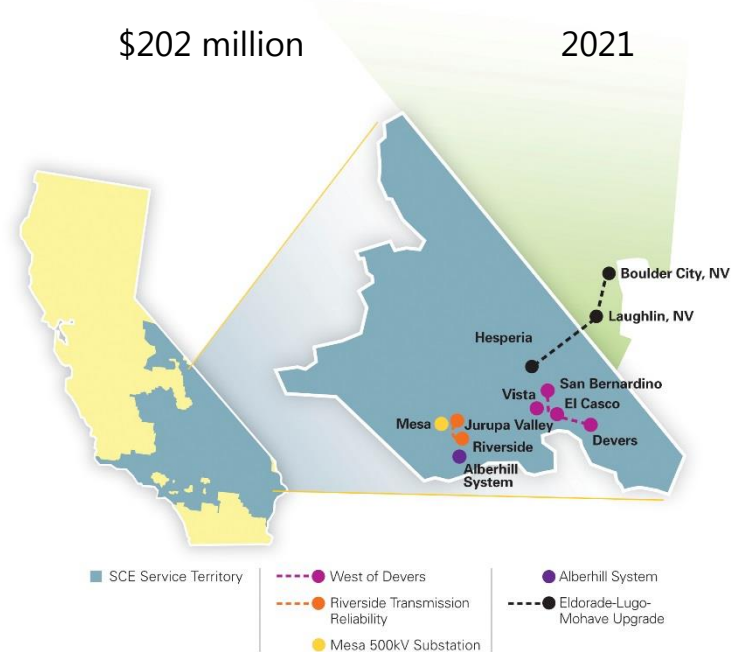 $202 million
2021
Boulder City, NV
Laughlin, NV
Hesperia
San Bernardino
Vista
El Casco
Mesa
Jurupa Valley
Devers
Riverside
Alberhill
System
SCE Service Territory
West of Devers
Riverside Transmission
Reliability
Mesa 500kV Substation
Alberhill System
Eldorade-Lugo-
Mohave Upgrade